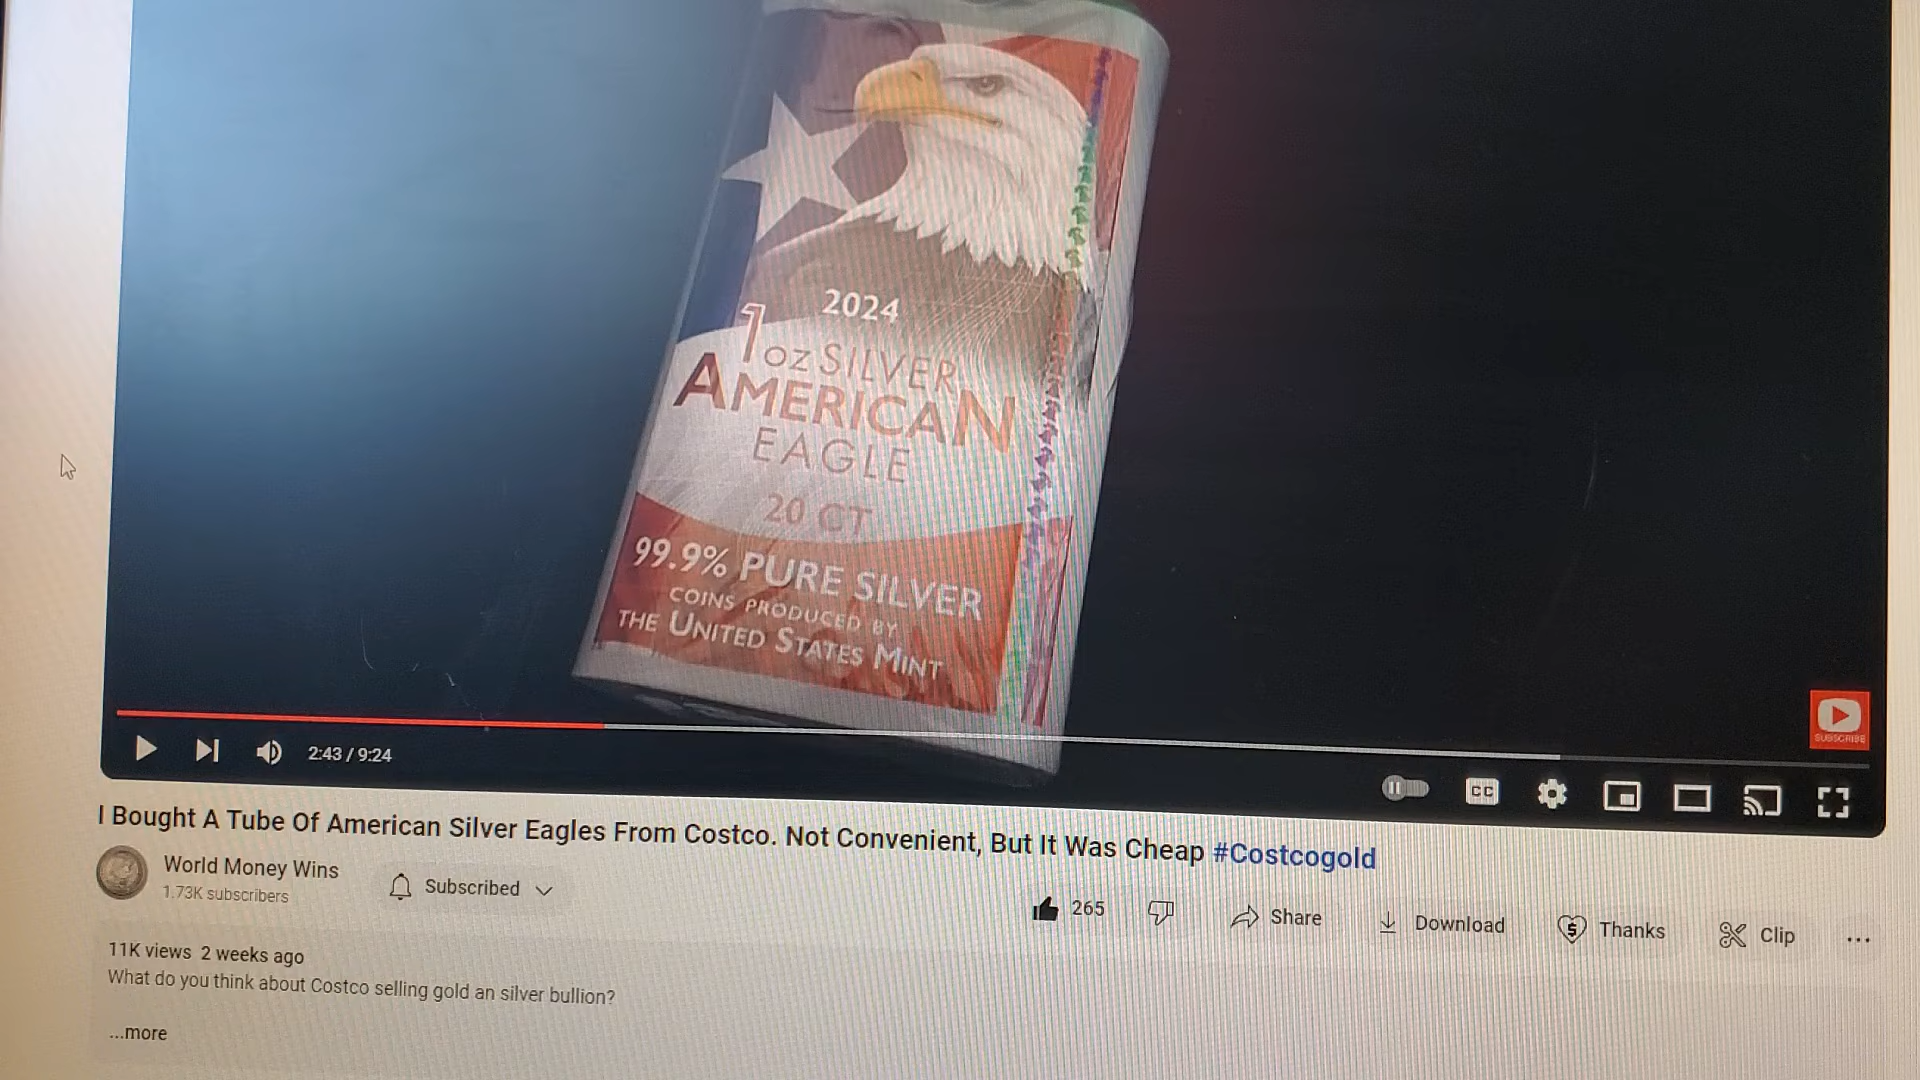 2024
1 OZ SILVER
AMERICAN
EAGLE
20 CT
99.9% PURE SILVER
COINS PRODUCED BY
THE UNITED STATES MINT
SUBSCRIBE
2:43 / 9:24
CC
I Bought A Tube Of American Silver Eagles From Costco. Not Convenient, But It Was Cheap #Costcogold
World Money Wins
1.73K subscribers
Subscribed
265
Share
Download
Thanks
Clip
...
11K views 2 weeks ago
What do you think about Costco selling gold an silver bullion?
...more